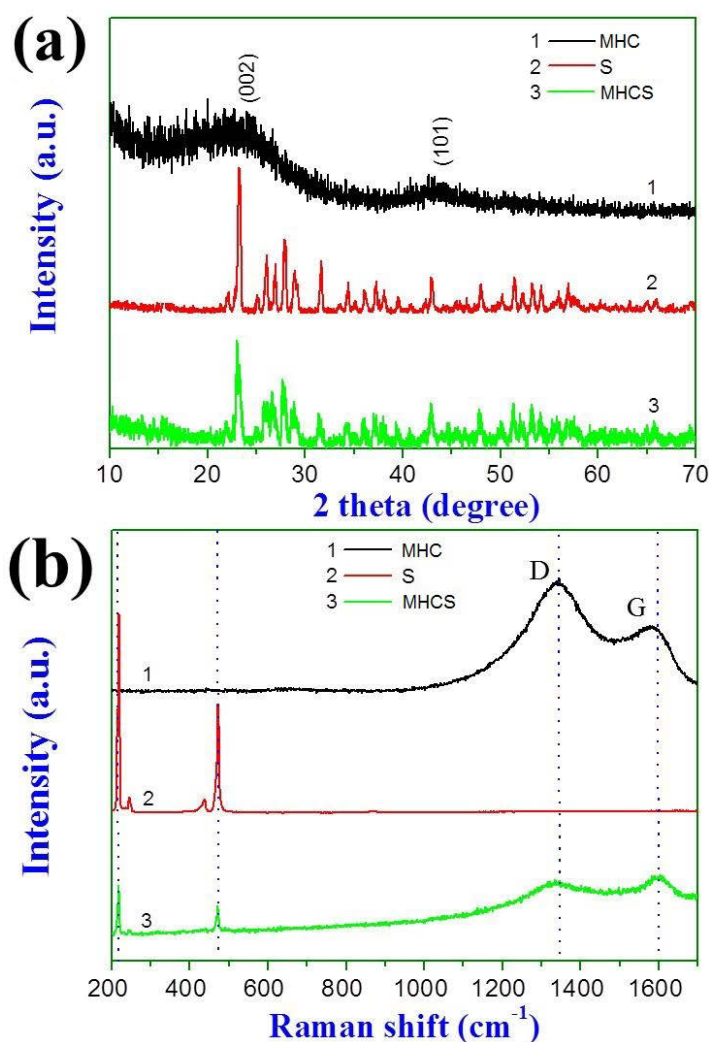 (a)
1 MHC
2 S
3 MHCS
(002)
(101)
1
2
3
Intensity (a.u.)
10 20 30 40 50 60 70
2 theta (degree)
(b)
1 MHC
2 S
3 MHCS
D
G
1
2
3
Intensity (a.u.)
200 400 600 800 1000 1200 1400 1600
Raman shift (cm⁻¹)